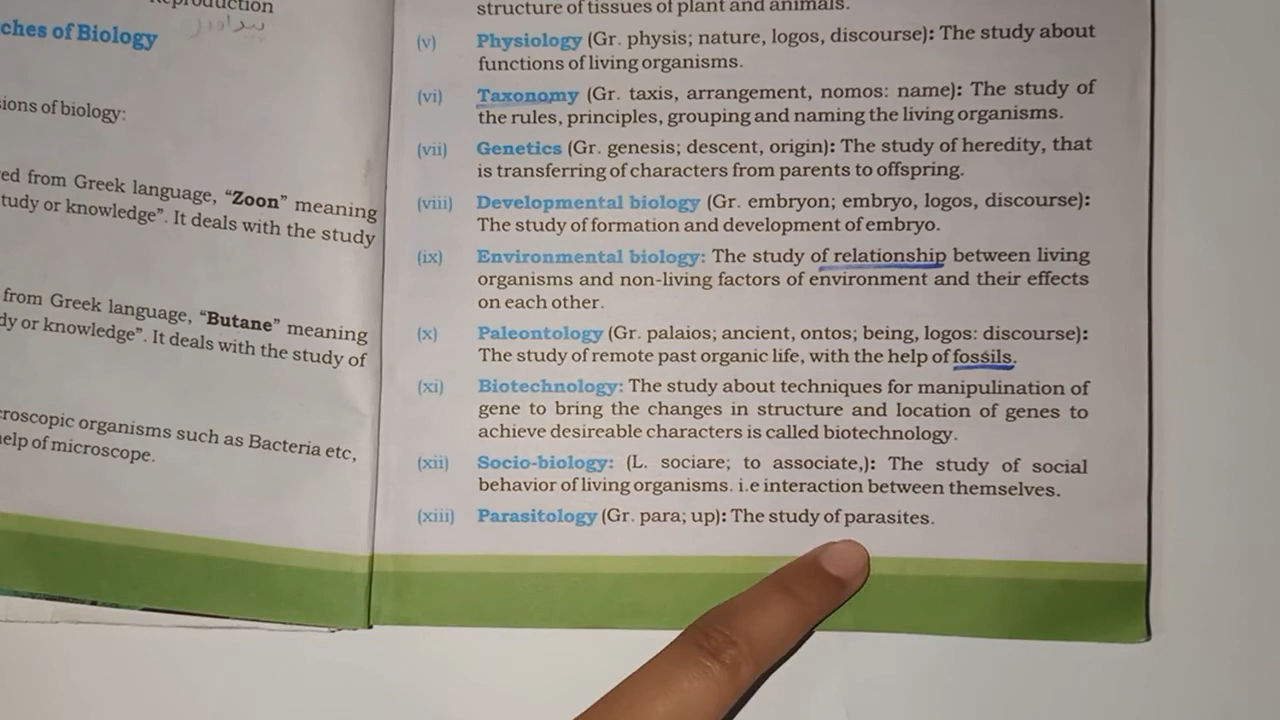 ches of Biology
sions of biology:
ed from Greek language, “Zoon” meaning
tudy or knowledge”. It deals with the study
from Greek language, “Butane” meaning
dy or knowledge”. It deals with the study of
croscopic organisms such as Bacteria etc,
help of microscope.
structure of tissues of plant and animals.
(v) Physiology (Gr. physis; nature, logos, discourse): The study about
functions of living organisms.
(vi) Taxonomy (Gr. taxis, arrangement, nomos: name): The study of
the rules, principles, grouping and naming the living organisms.
(vii) Genetics (Gr. genesis; descent, origin): The study of heredity, that
is transferring of characters from parents to offspring.
(viii) Developmental biology (Gr. embryon; embryo, logos, discourse):
The study of formation and development of embryo.
(ix) Environmental biology: The study of relationship between living
organisms and non-living factors of environment and their effects
on each other.
(x) Paleontology (Gr. palaios; ancient, ontos; being, logos: discourse):
The study of remote past organic life, with the help of fossils.
(xi) Biotechnology: The study about techniques for manipulination of
gene to bring the changes in structure and location of genes to
achieve desireable characters is called biotechnology.
(xii) Socio-biology: (L. sociare; to associate,): The study of social
behavior of living organisms. i.e interaction between themselves.
(xiii) Parasitology (Gr. para; up): The study of parasites.